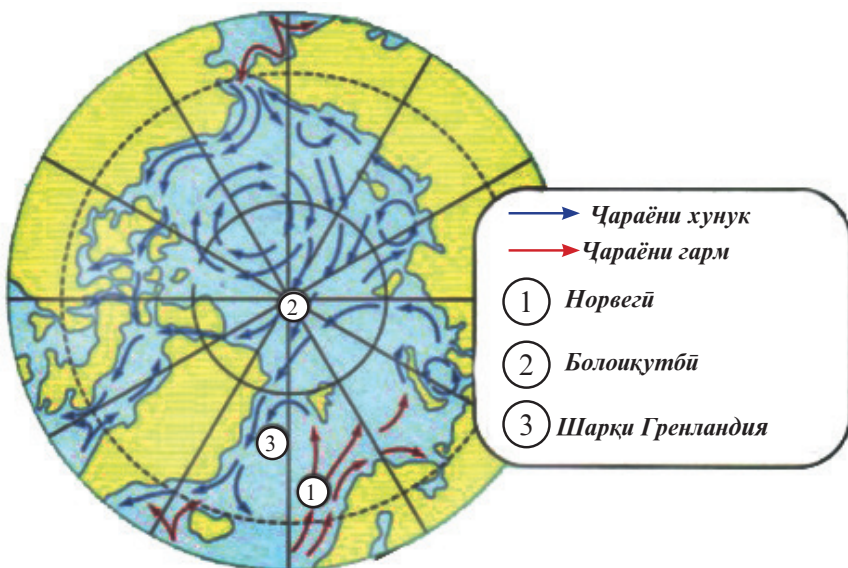 Ҷараёни хунук
Ҷараёни гарм
1 Норвегӣ
2 Болоиқутбӣ
3 Шарқи Гренландия
2
3
1